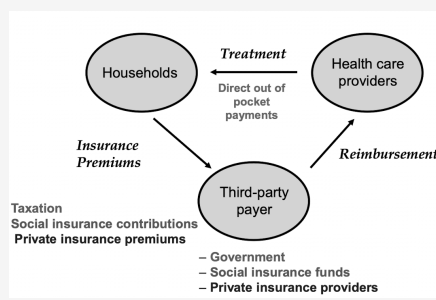 Treatment
Households
Health care
providers
Direct out of
pocket
payments
Insurance
Premiums
Reimbursement
Third-party
payer
Taxation
Social insurance contributions
Private insurance premiums
– Government
– Social insurance funds
– Private insurance providers